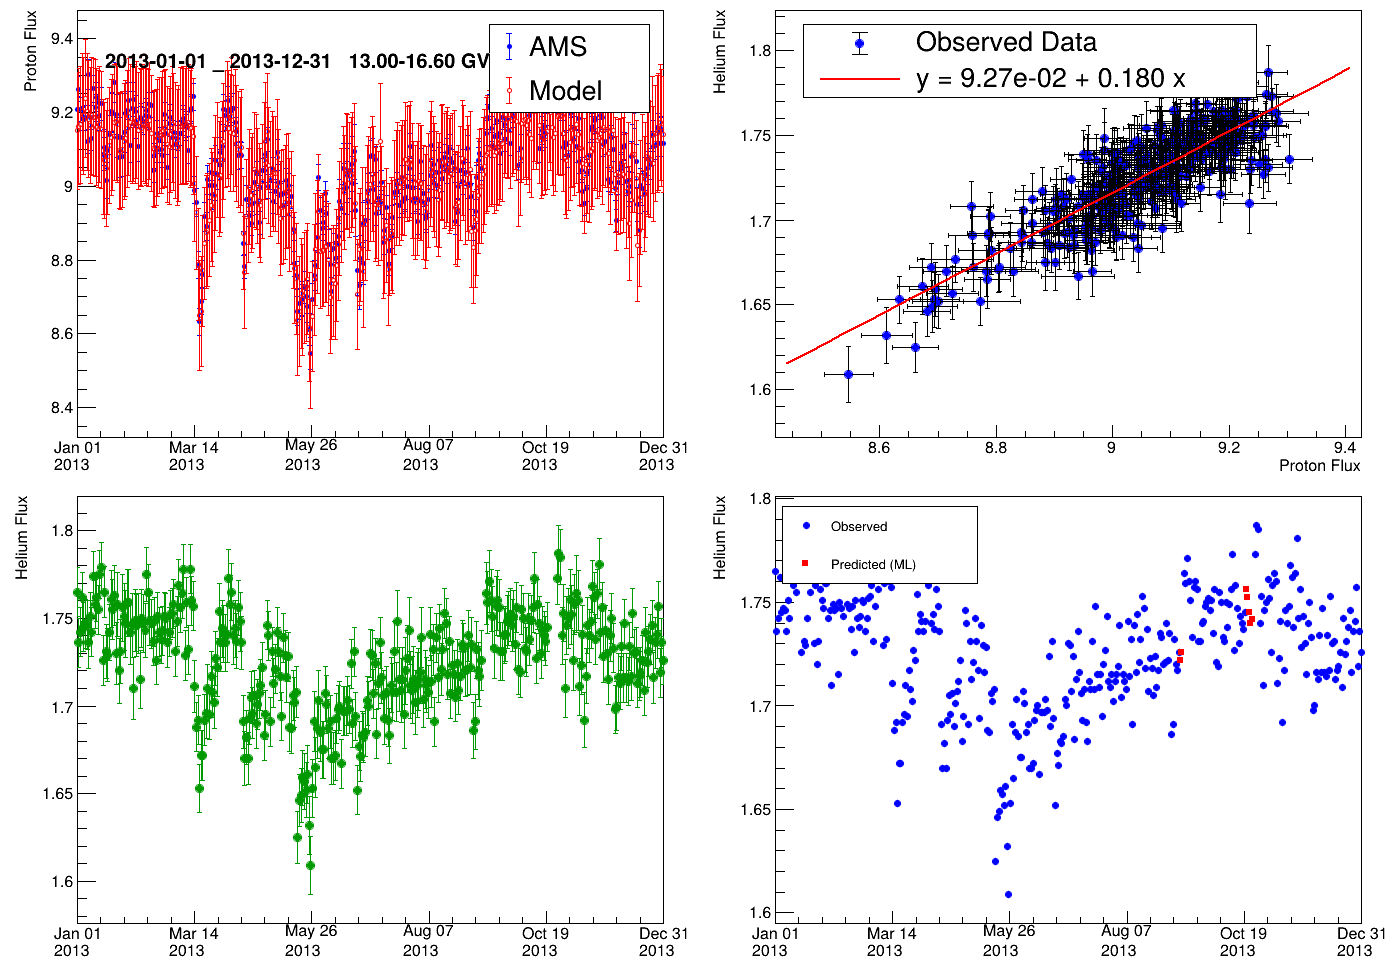 Proton Flux
9.4
9.2
9
8.8
8.6
8.4
2013-01-01 _ 2013-12-31 13.00-16.60 GV
AMS
Model
Jan 01
2013
Mar 14
2013
May 26
2013
Aug 07
2013
Oct 19
2013
Dec 31
2013
Helium Flux
1.8
1.75
1.7
1.65
1.6
Observed Data
y = 9.27e-02 + 0.180 x
8.6
8.8
9
9.2
9.4
Proton Flux
Helium Flux
1.8
1.75
1.7
1.65
1.6
Jan 01
2013
Mar 14
2013
May 26
2013
Aug 07
2013
Oct 19
2013
Dec 31
2013
Helium Flux
1.8
1.75
1.7
1.65
1.6
Observed
Predicted (ML)
Jan 01
2013
Mar 14
2013
May 26
2013
Aug 07
2013
Oct 19
2013
Dec 31
2013